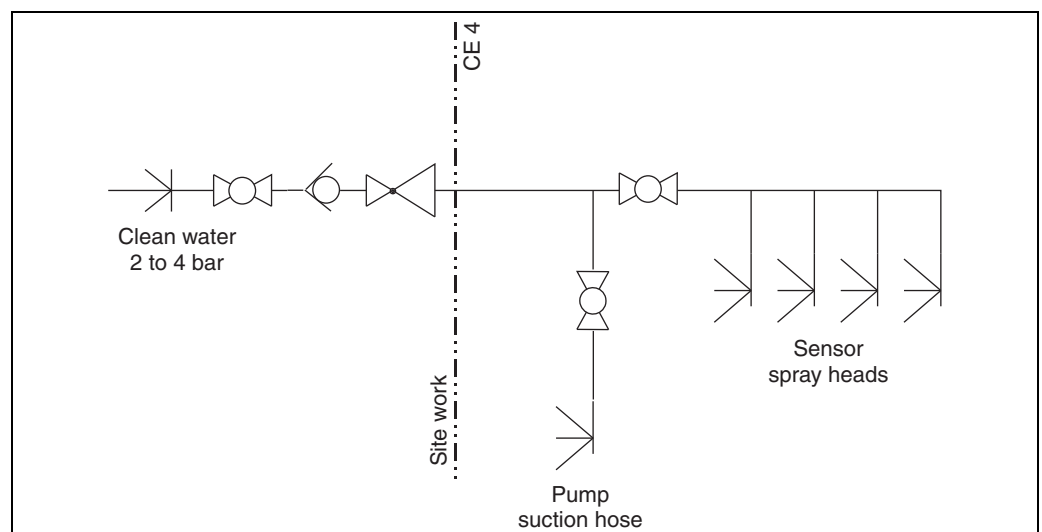 CE 4
Clean water
2 to 4 bar
Site work
Sensor
spray heads
Pump
suction hose